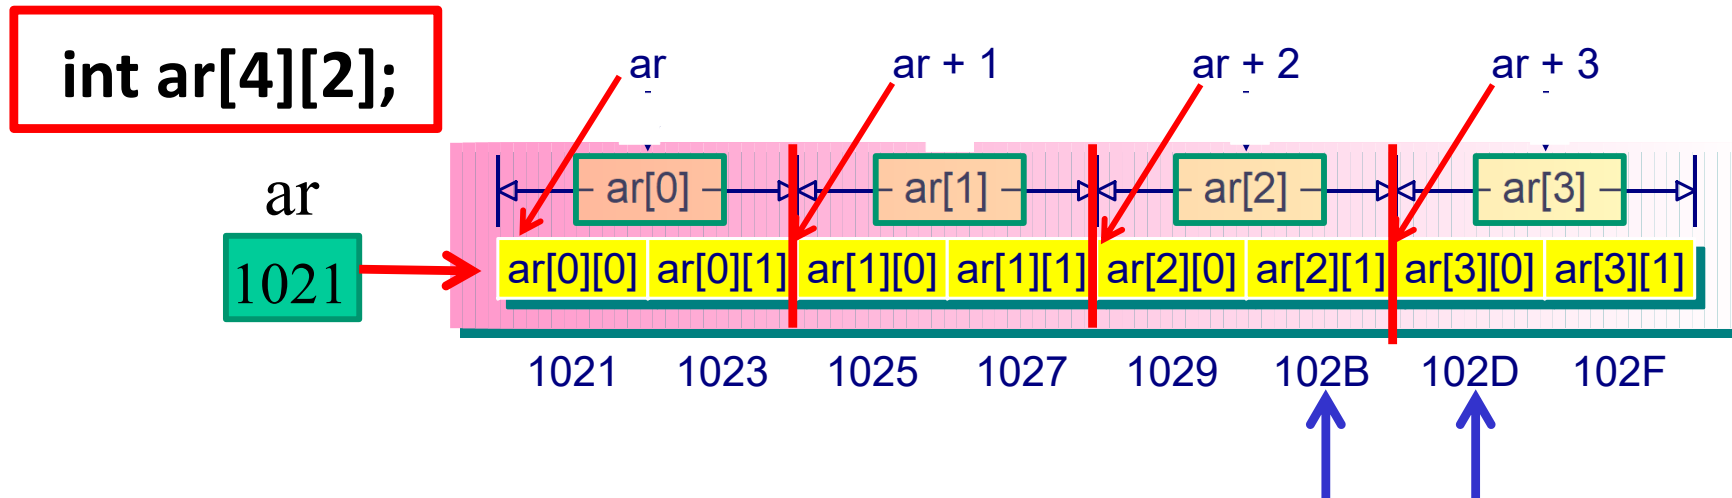 int ar[4][2];
ar ar + 1 ar + 2 ar + 3
ar
1021
ar[0] ar[1] ar[2] ar[3]
ar[0][0] ar[0][1] ar[1][0] ar[1][1] ar[2][0] ar[2][1] ar[3][0] ar[3][1]
1021 1023 1025 1027 1029 102B 102D 102F